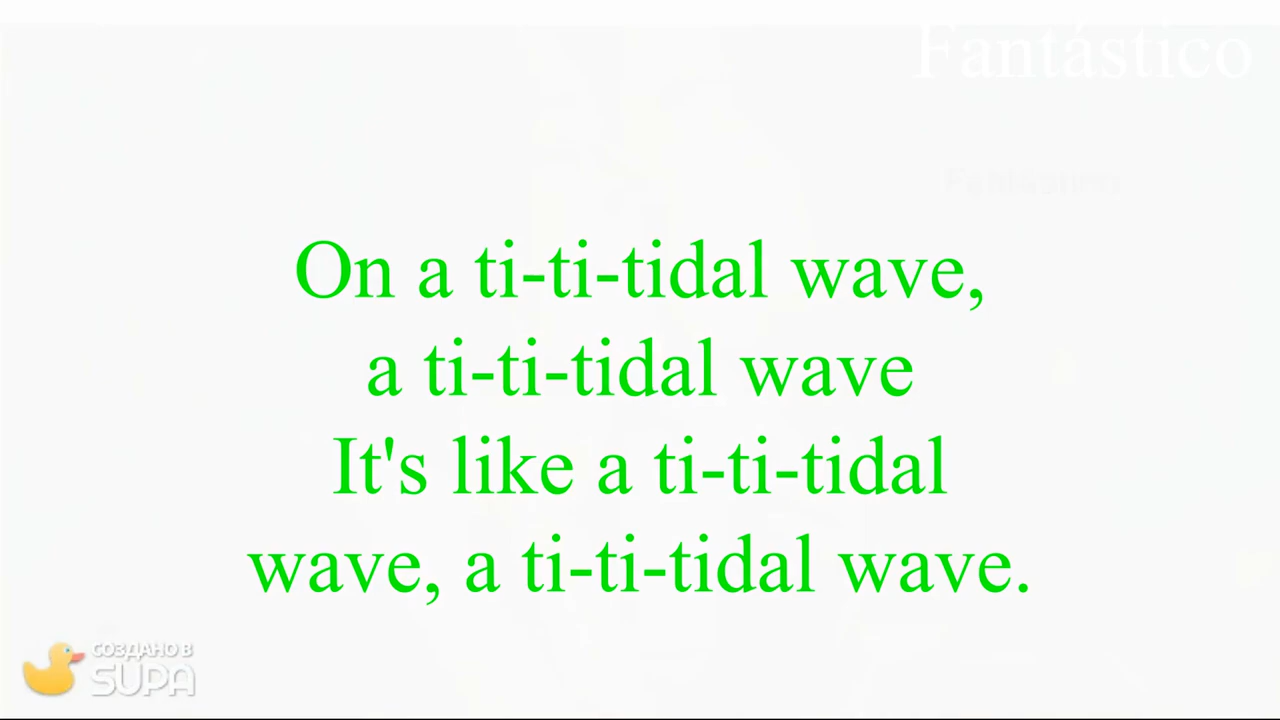 Fantástico
On a ti-ti-tidal wave,
a ti-ti-tidal wave
It's like a ti-ti-tidal
wave, a ti-ti-tidal wave.
СОЗДАНО В
SUPA